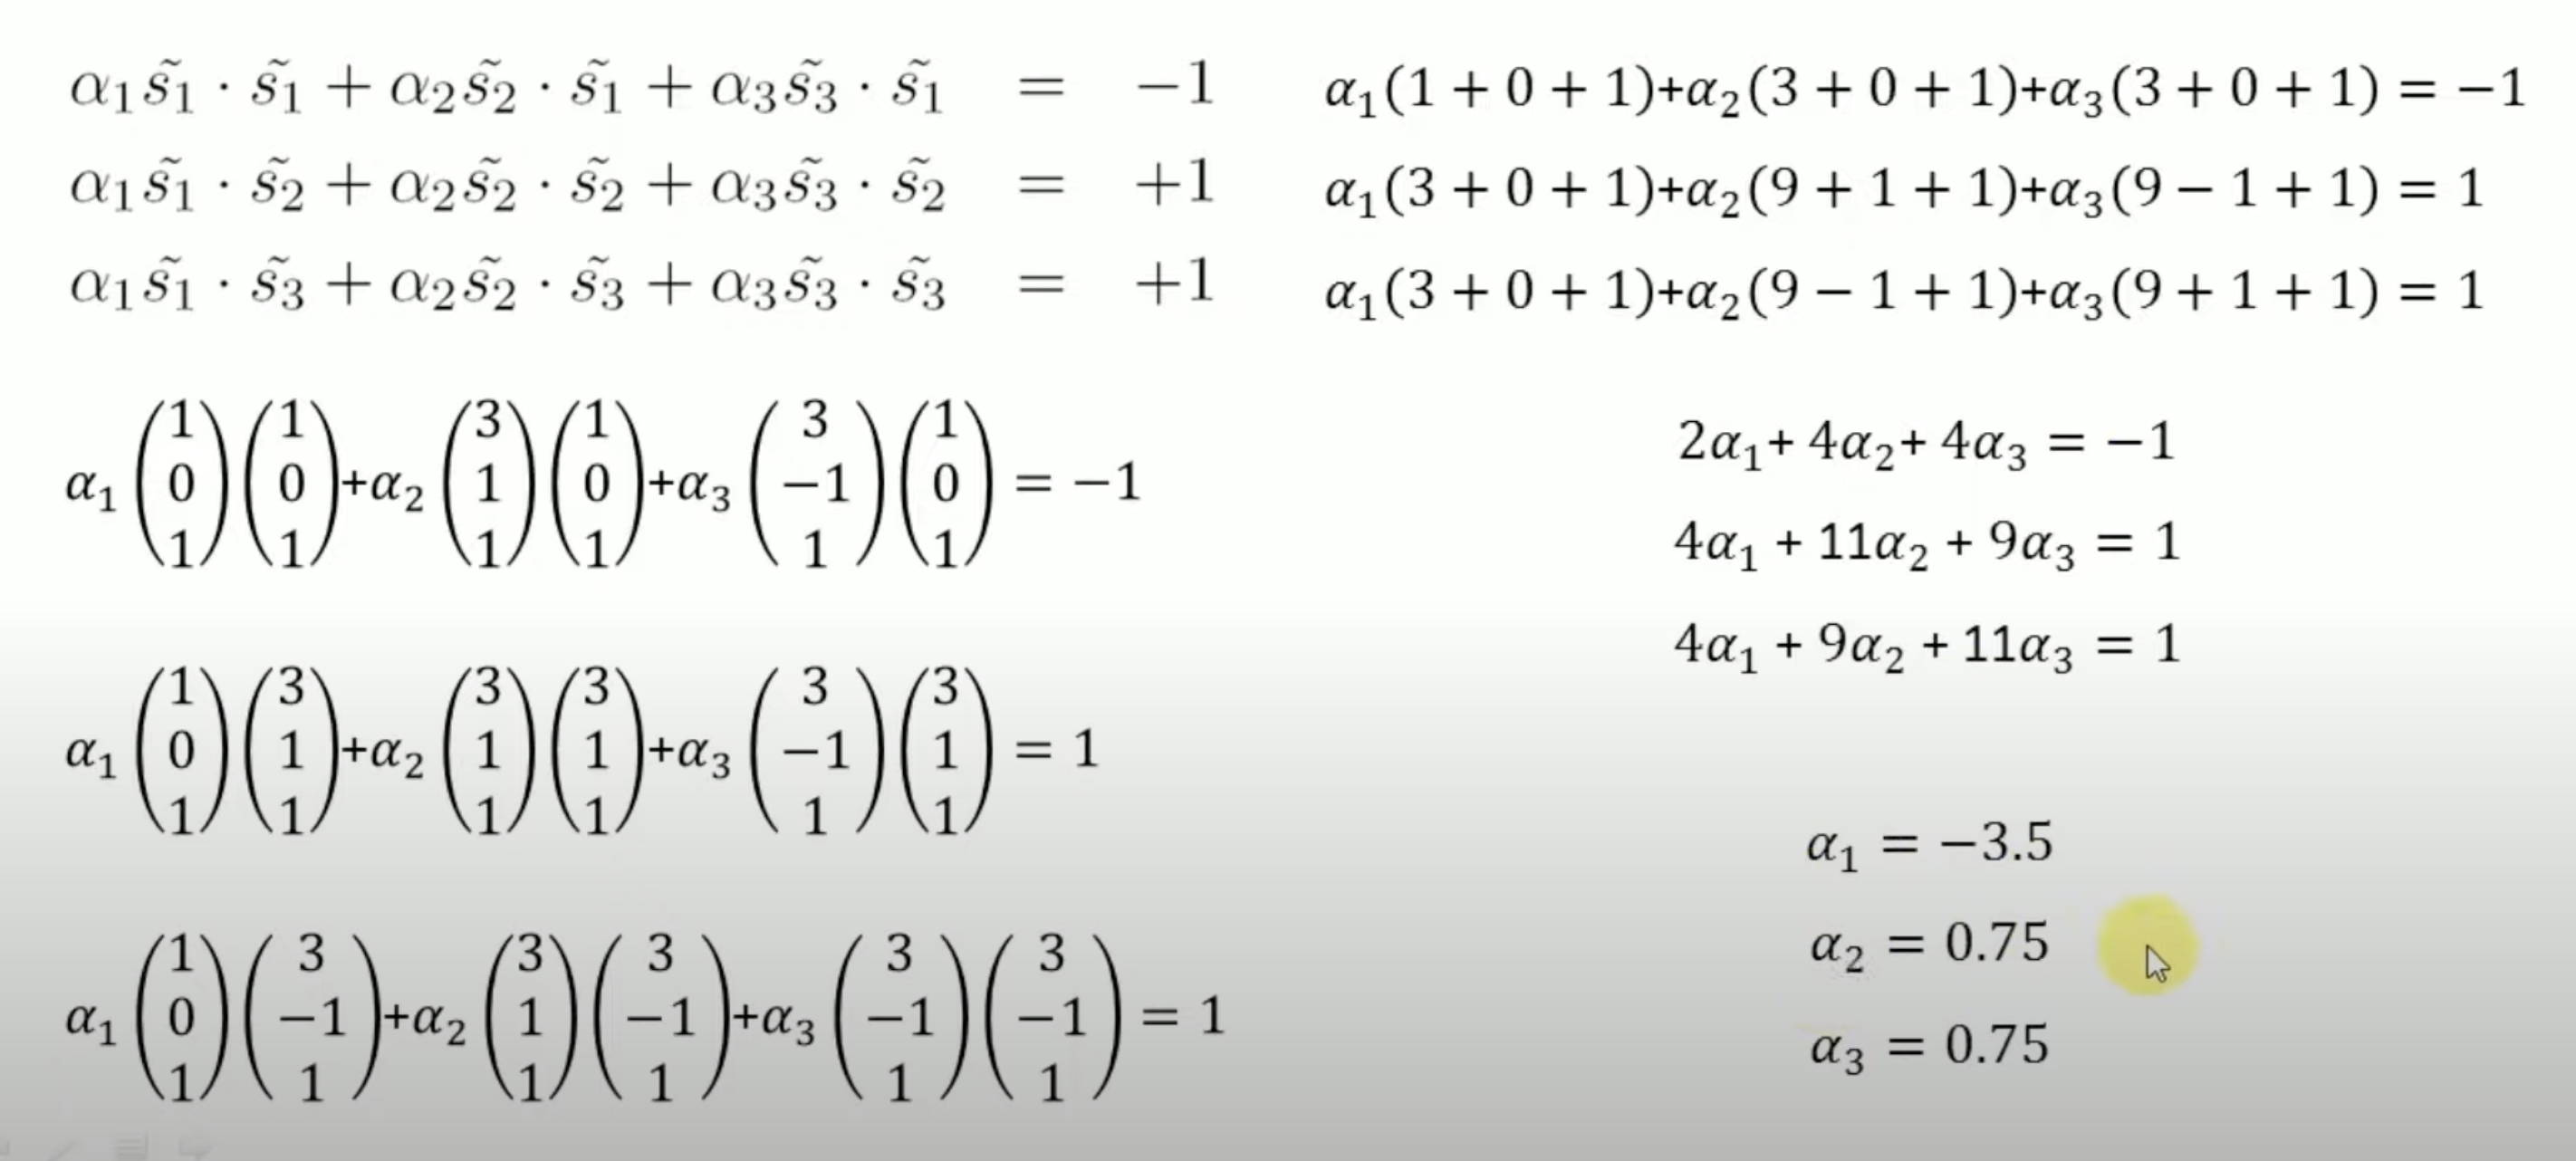 α₁s̃₁ · s̃₁ + α₂s̃₂ · s̃₁ + α₃s̃₃ · s̃₁ = −1
α₁s̃₁ · s̃₂ + α₂s̃₂ · s̃₂ + α₃s̃₃ · s̃₂ = +1
α₁s̃₁ · s̃₃ + α₂s̃₂ · s̃₃ + α₃s̃₃ · s̃₃ = +1
α₁(1 0 1)(1 0 1)+α₂(3 1 1)(1 0 1)+α₃(3 −1 1)(1 0 1) = −1
α₁(1 0 1)(3 1 1)+α₂(3 1 1)(3 1 1)+α₃(3 −1 1)(3 1 1) = 1
α₁(1 0 1)(3 −1 1)+α₂(3 1 1)(3 −1 1)+α₃(3 −1 1)(3 −1 1) = 1
α₁(1 + 0 + 1)+α₂(3 + 0 + 1)+α₃(3 + 0 + 1) = −1
α₁(3 + 0 + 1)+α₂(9 + 1 + 1)+α₃(9 − 1 + 1) = 1
α₁(3 + 0 + 1)+α₂(9 − 1 + 1)+α₃(9 + 1 + 1) = 1
2α₁+ 4α₂+ 4α₃ = −1
4α₁ + 11α₂ + 9α₃ = 1
4α₁ + 9α₂ + 11α₃ = 1
α₁ = −3.5
α₂ = 0.75
α₃ = 0.75